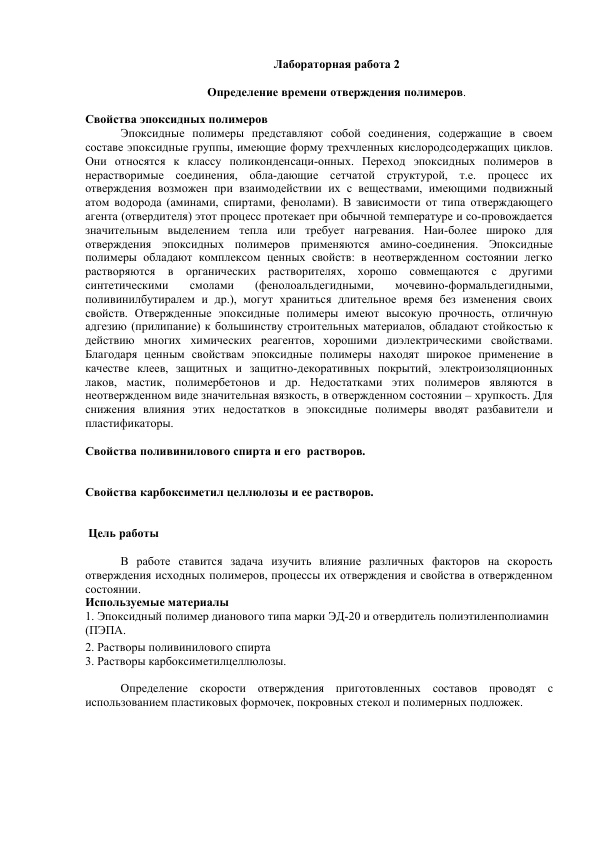 Лабораторная работа 2
Определение времени отверждения полимеров.
Свойства эпоксидных полимеров
Эпоксидные полимеры представляют собой соединения, содержащие в своем
составе эпоксидные группы, имеющие форму трехчленных кислородсодержащих циклов.
Они относятся к классу поликонденсаци-онных. Переход эпоксидных полимеров в
нерастворимые соединения, обла-дающие сетчатой структурой, т.е. процесс их
отверждения возможен при взаимодействии их с веществами, имеющими подвижный
атом водорода (аминами, спиртами, фенолами). В зависимости от типа отверждающего
агента (отвердителя) этот процесс протекает при обычной температуре и со-провождается
значительным выделением тепла или требует нагревания. Наи-более широко для
отверждения эпоксидных полимеров применяются амино-соединения. Эпоксидные
полимеры обладают комплексом ценных свойств: в неотвержденном состоянии легко
растворяются в органических растворителях, хорошо совмещаются с другими
синтетическими смолами (фенолоальдегидными, мочевино-формальдегидными,
поливинилбутиралем и др.), могут храниться длительное время без изменения своих
свойств. Отвержденные эпоксидные полимеры имеют высокую прочность, отличную
адгезию (прилипание) к большинству строительных материалов, обладают стойкостью к
действию многих химических реагентов, хорошими диэлектрическими свойствами.
Благодаря ценным свойствам эпоксидные полимеры находят широкое применение в
качестве клеев, защитных и защитно-декоративных покрытий, электроизоляционных
лаков, мастик, полимербетонов и др. Недостатками этих полимеров являются в
неотвержденном виде значительная вязкость, в отвержденном состоянии – хрупкость. Для
снижения влияния этих недостатков в эпоксидные полимеры вводят разбавители и
пластификаторы.
Свойства поливинилового спирта и его растворов.
Свойства карбоксиметил целлюлозы и ее растворов.
Цель работы
В работе ставится задача изучить влияние различных факторов на скорость
отверждения исходных полимеров, процессы их отверждения и свойства в отвержденном
состоянии.
Используемые материалы
1. Эпоксидный полимер дианового типа марки ЭД-20 и отвердитель полиэтиленполиамин
(ПЭПА.
2. Растворы поливинилового спирта
3. Растворы карбоксиметилцеллюлозы.
Определение скорости отверждения приготовленных составов проводят с
использованием пластиковых формочек, покровных стекол и полимерных подложек.